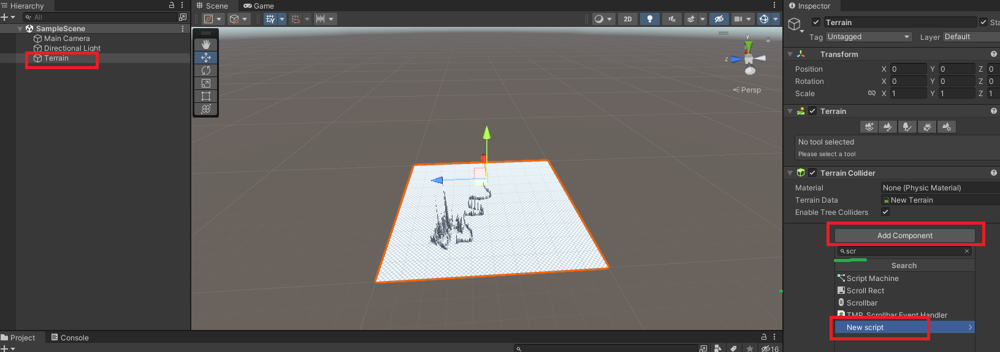 Hierarchy
All
SampleScene
Main Camera
Directional Light
Terrain
Scene
Game
2D
y
z
Persp
Inspector
Terrain
Sta
Tag Untagged Layer Default
Transform
Position X 0 Y 0 Z 0
Rotation X 0 Y 0 Z 0
Scale X 1 Y 1 Z 1
Terrain
No tool selected
Please select a tool
Terrain Collider
Material None (Physic Material)
Terrain Data New Terrain
Enable Tree Colliders
Add Component
scr
Search
Script Machine
Scroll Rect
Scrollbar
TMP_Scrollbar Event Handler
New script
Project
Console
16